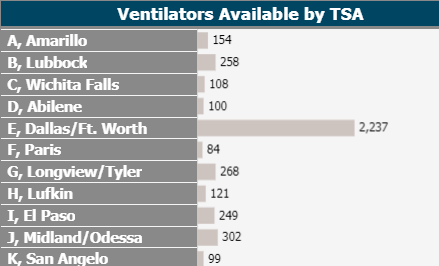 Ventilators Available by TSA
A, Amarillo 154
B, Lubbock 258
C, Wichita Falls 108
D, Abilene 100
E, Dallas/Ft. Worth 2,237
F, Paris 84
G, Longview/Tyler 268
H, Lufkin 121
I, El Paso 249
J, Midland/Odessa 302
K, San Angelo 99